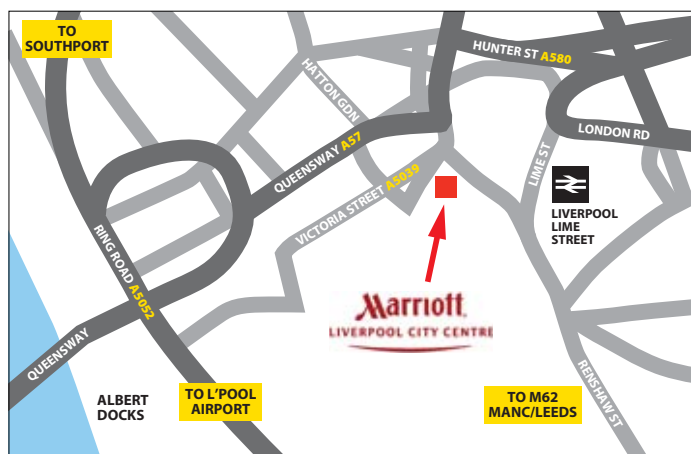 TO
SOUTHPORT
HUNTER ST A580
HATTON GDN
LONDON RD
QUEENSWAY A57
LIME ST
VICTORIA STREET A5039
LIVERPOOL
LIME
STREET
RING ROAD A5052
Marriott
LIVERPOOL CITY CENTRE
QUEENSWAY
ALBERT
DOCKS
TO L'POOL
AIRPORT
TO M62
MANC/LEEDS
RENSHAW ST